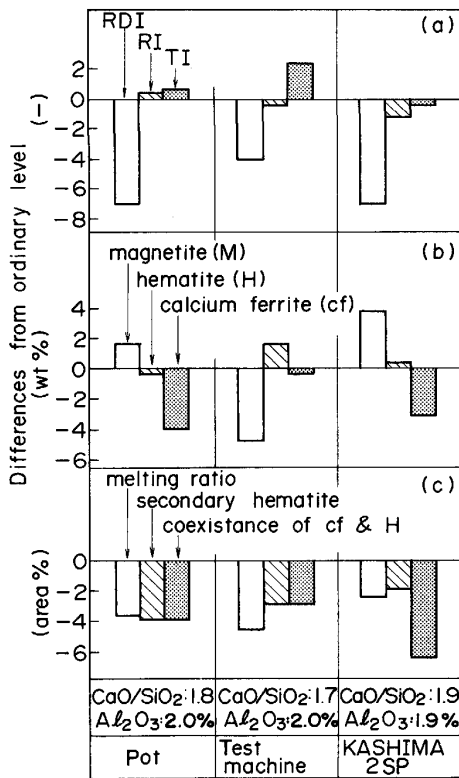 RDI
RI
TI
(a)
2
0
-2
-4
-6
-8
(-)
Differences from ordinary level
magnetite (M)
(b)
hematite (H)
calcium ferrite (cf)
4
2
0
-2
-4
-6
(wt %)
melting ratio
(c)
secondary hematite
coexistance of cf & H
0
-2
-4
-6
(area %)
CaO/SiO₂:1.8 CaO/SiO₂:1.7 CaO/SiO₂:1.9
Al₂O₃:2.0% Al₂O₃:2.0% Al₂O₃:1.9%
Pot Test machine KASHIMA 2SP